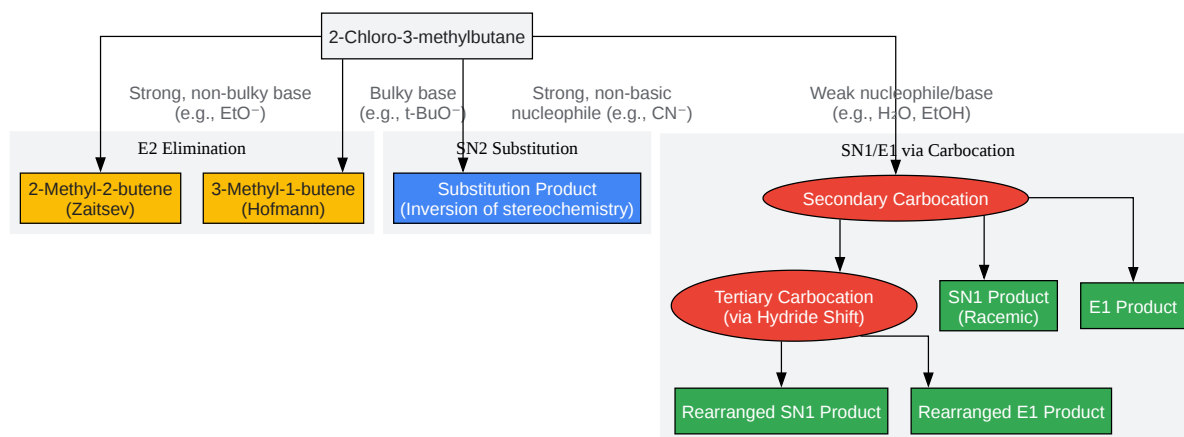 2-Chloro-3-methylbutane
Strong, non-bulky base
(e.g., EtO⁻)
Bulky base
(e.g., t-BuO⁻)
Strong, non-basic
nucleophile (e.g., CN⁻)
Weak nucleophile/base
(e.g., H₂O, EtOH)
E2 Elimination
2-Methyl-2-butene
(Zaitsev)
3-Methyl-1-butene
(Hofmann)
SN2 Substitution
Substitution Product
(Inversion of stereochemistry)
SN1/E1 via Carbocation
Secondary Carbocation
Tertiary Carbocation
(via Hydride Shift)
SN1 Product
(Racemic)
E1 Product
Rearranged SN1 Product
Rearranged E1 Product